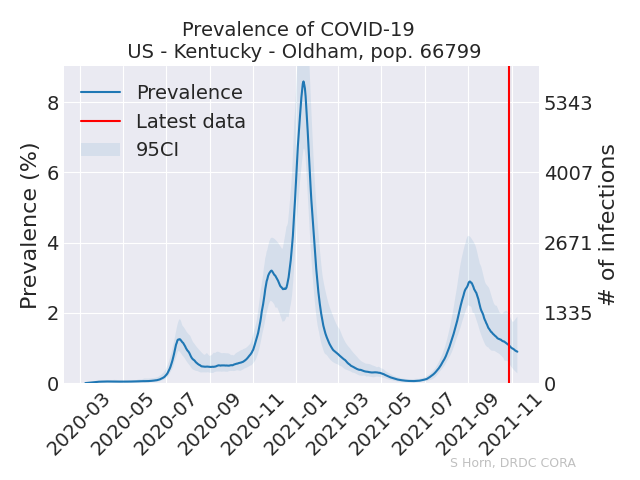 Prevalence of COVID-19
US - Kentucky - Oldham, pop. 66799
Prevalence
Latest data
95CI
Prevalence (%)
8
6
4
2
0
5343
4007
2671
1335
0
# of infections
2020-03
2020-05
2020-07
2020-09
2020-11
2021-01
2021-03
2021-05
2021-07
2021-09
2021-11
S Horn, DRDC CORA